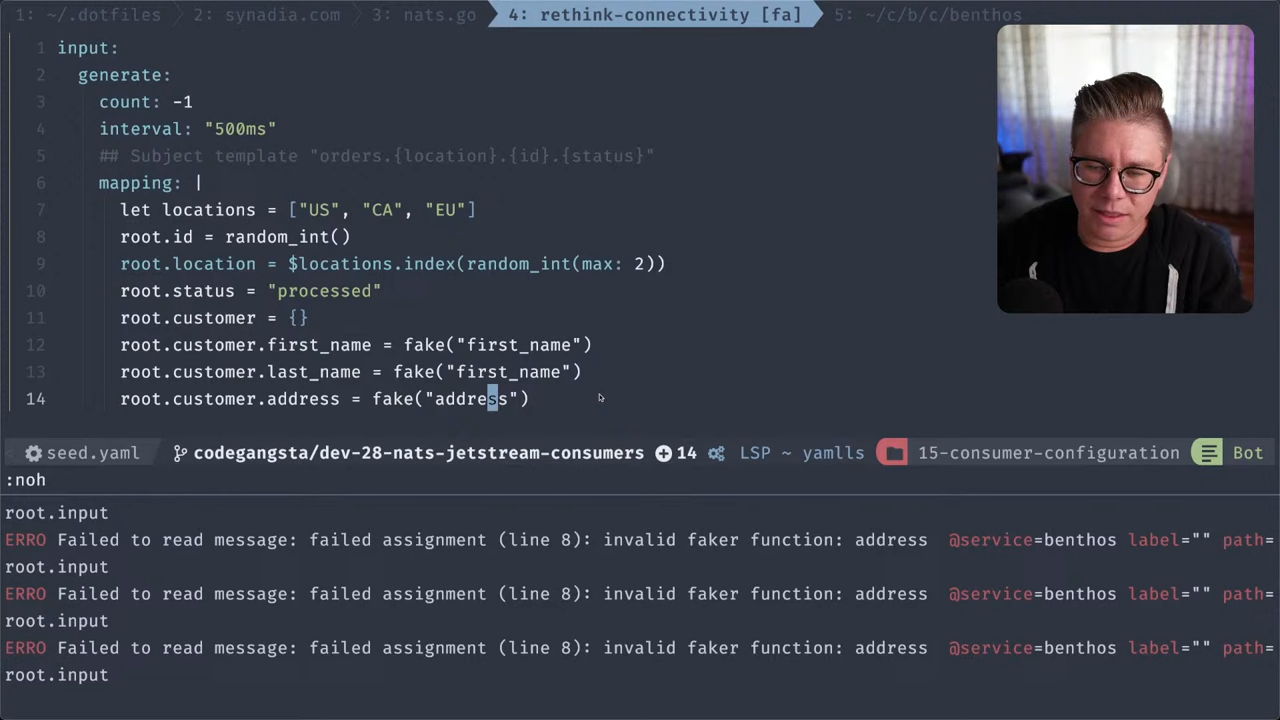 1: ~/.dotfiles 2: synadia.com 3: nats.go 4: rethink-connectivity [fa] 5: ~/c/b/c/benthos
1 input:
2 generate:
3 count: -1
4 interval: "500ms"
5 ## Subject template "orders.{location}.{id}.{status}"
6 mapping: |
7 let locations = ["US", "CA", "EU"]
8 root.id = random_int()
9 root.location = $locations.index(random_int(max: 2))
10 root.status = "processed"
11 root.customer = {}
12 root.customer.first_name = fake("first_name")
13 root.customer.last_name = fake("first_name")
14 root.customer.address = fake("address")
seed.yaml codegangsta/dev-28-nats-jetstream-consumers 14 LSP ~ yamlls 15-consumer-configuration Bot
:noh
root.input
ERRO Failed to read message: failed assignment (line 8): invalid faker function: address @service=benthos label="" path=
root.input
ERRO Failed to read message: failed assignment (line 8): invalid faker function: address @service=benthos label="" path=
root.input
ERRO Failed to read message: failed assignment (line 8): invalid faker function: address @service=benthos label="" path=
root.input